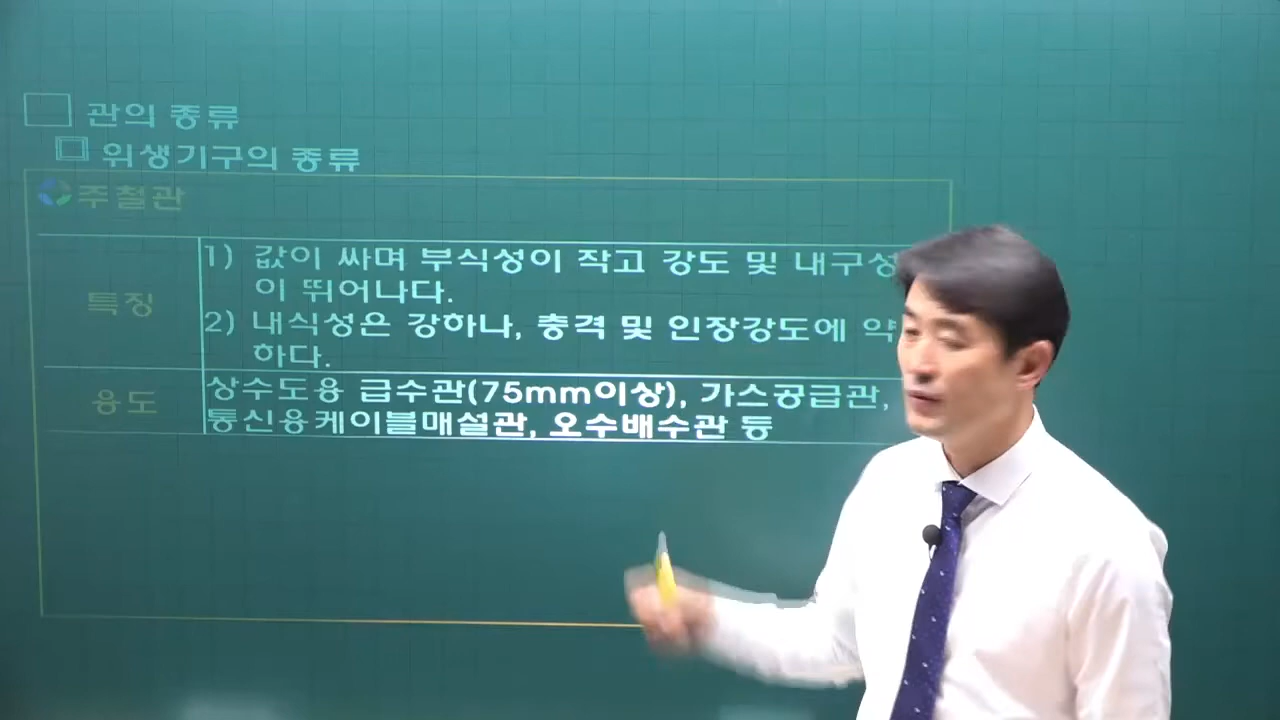 관의 종류
위생기구의 종류
주철관
특징
1) 값이 싸며 부식성이 작고 강도 및 내구성
이 뛰어나다.
2) 내식성은 강하나, 충격 및 인장강도에 약
하다.
용도
상수도용 급수관(75mm이상), 가스공급관,
통신용케이블매설관, 오수배수관 등